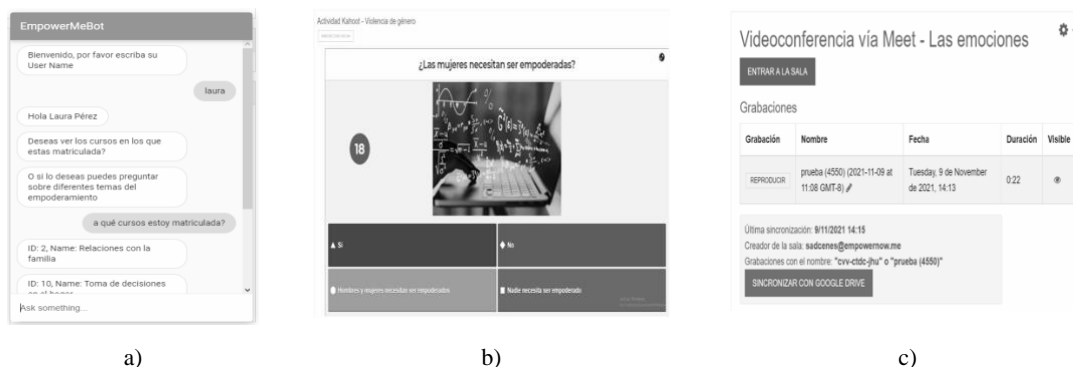 EmpowerMeBot
Bienvenido, por favor escriba su
User Name
laura
Hola Laura Pérez
Deseas ver los cursos en los que
estas matriculada?
O si lo deseas puedes preguntar
sobre diferentes temas del
empoderamiento
a qué cursos estoy matriculada?
ID: 2, Name: Relaciones con la
familia
ID: 10, Name: Toma de decisiones
en el hogar
Ask something...
a)
Actividad Kahoot - Violencia de género
¿Las mujeres necesitan ser empoderadas?
18
Si
No
Hombres y mujeres necesitan ser empoderados
Nadie necesita ser empoderado
b)
Videoconferencia vía Meet - Las emociones
ENTRAR A LA SALA
Grabaciones
Grabación Nombre Fecha Duración Visible
REPRODUCIR
prueba (4550) (2021-11-09 at
11:08 GMT-8)
Tuesday, 9 de November
de 2021, 14:13
0:22
Última sincronización: 9/11/2021 14:15
Creador de la sala: sadcenes@empowernow.me
Grabaciones con el nombre: "cvv-ctdc-jhu" o "prueba (4550)"
SINCRONIZAR CON GOOGLE DRIVE
c)